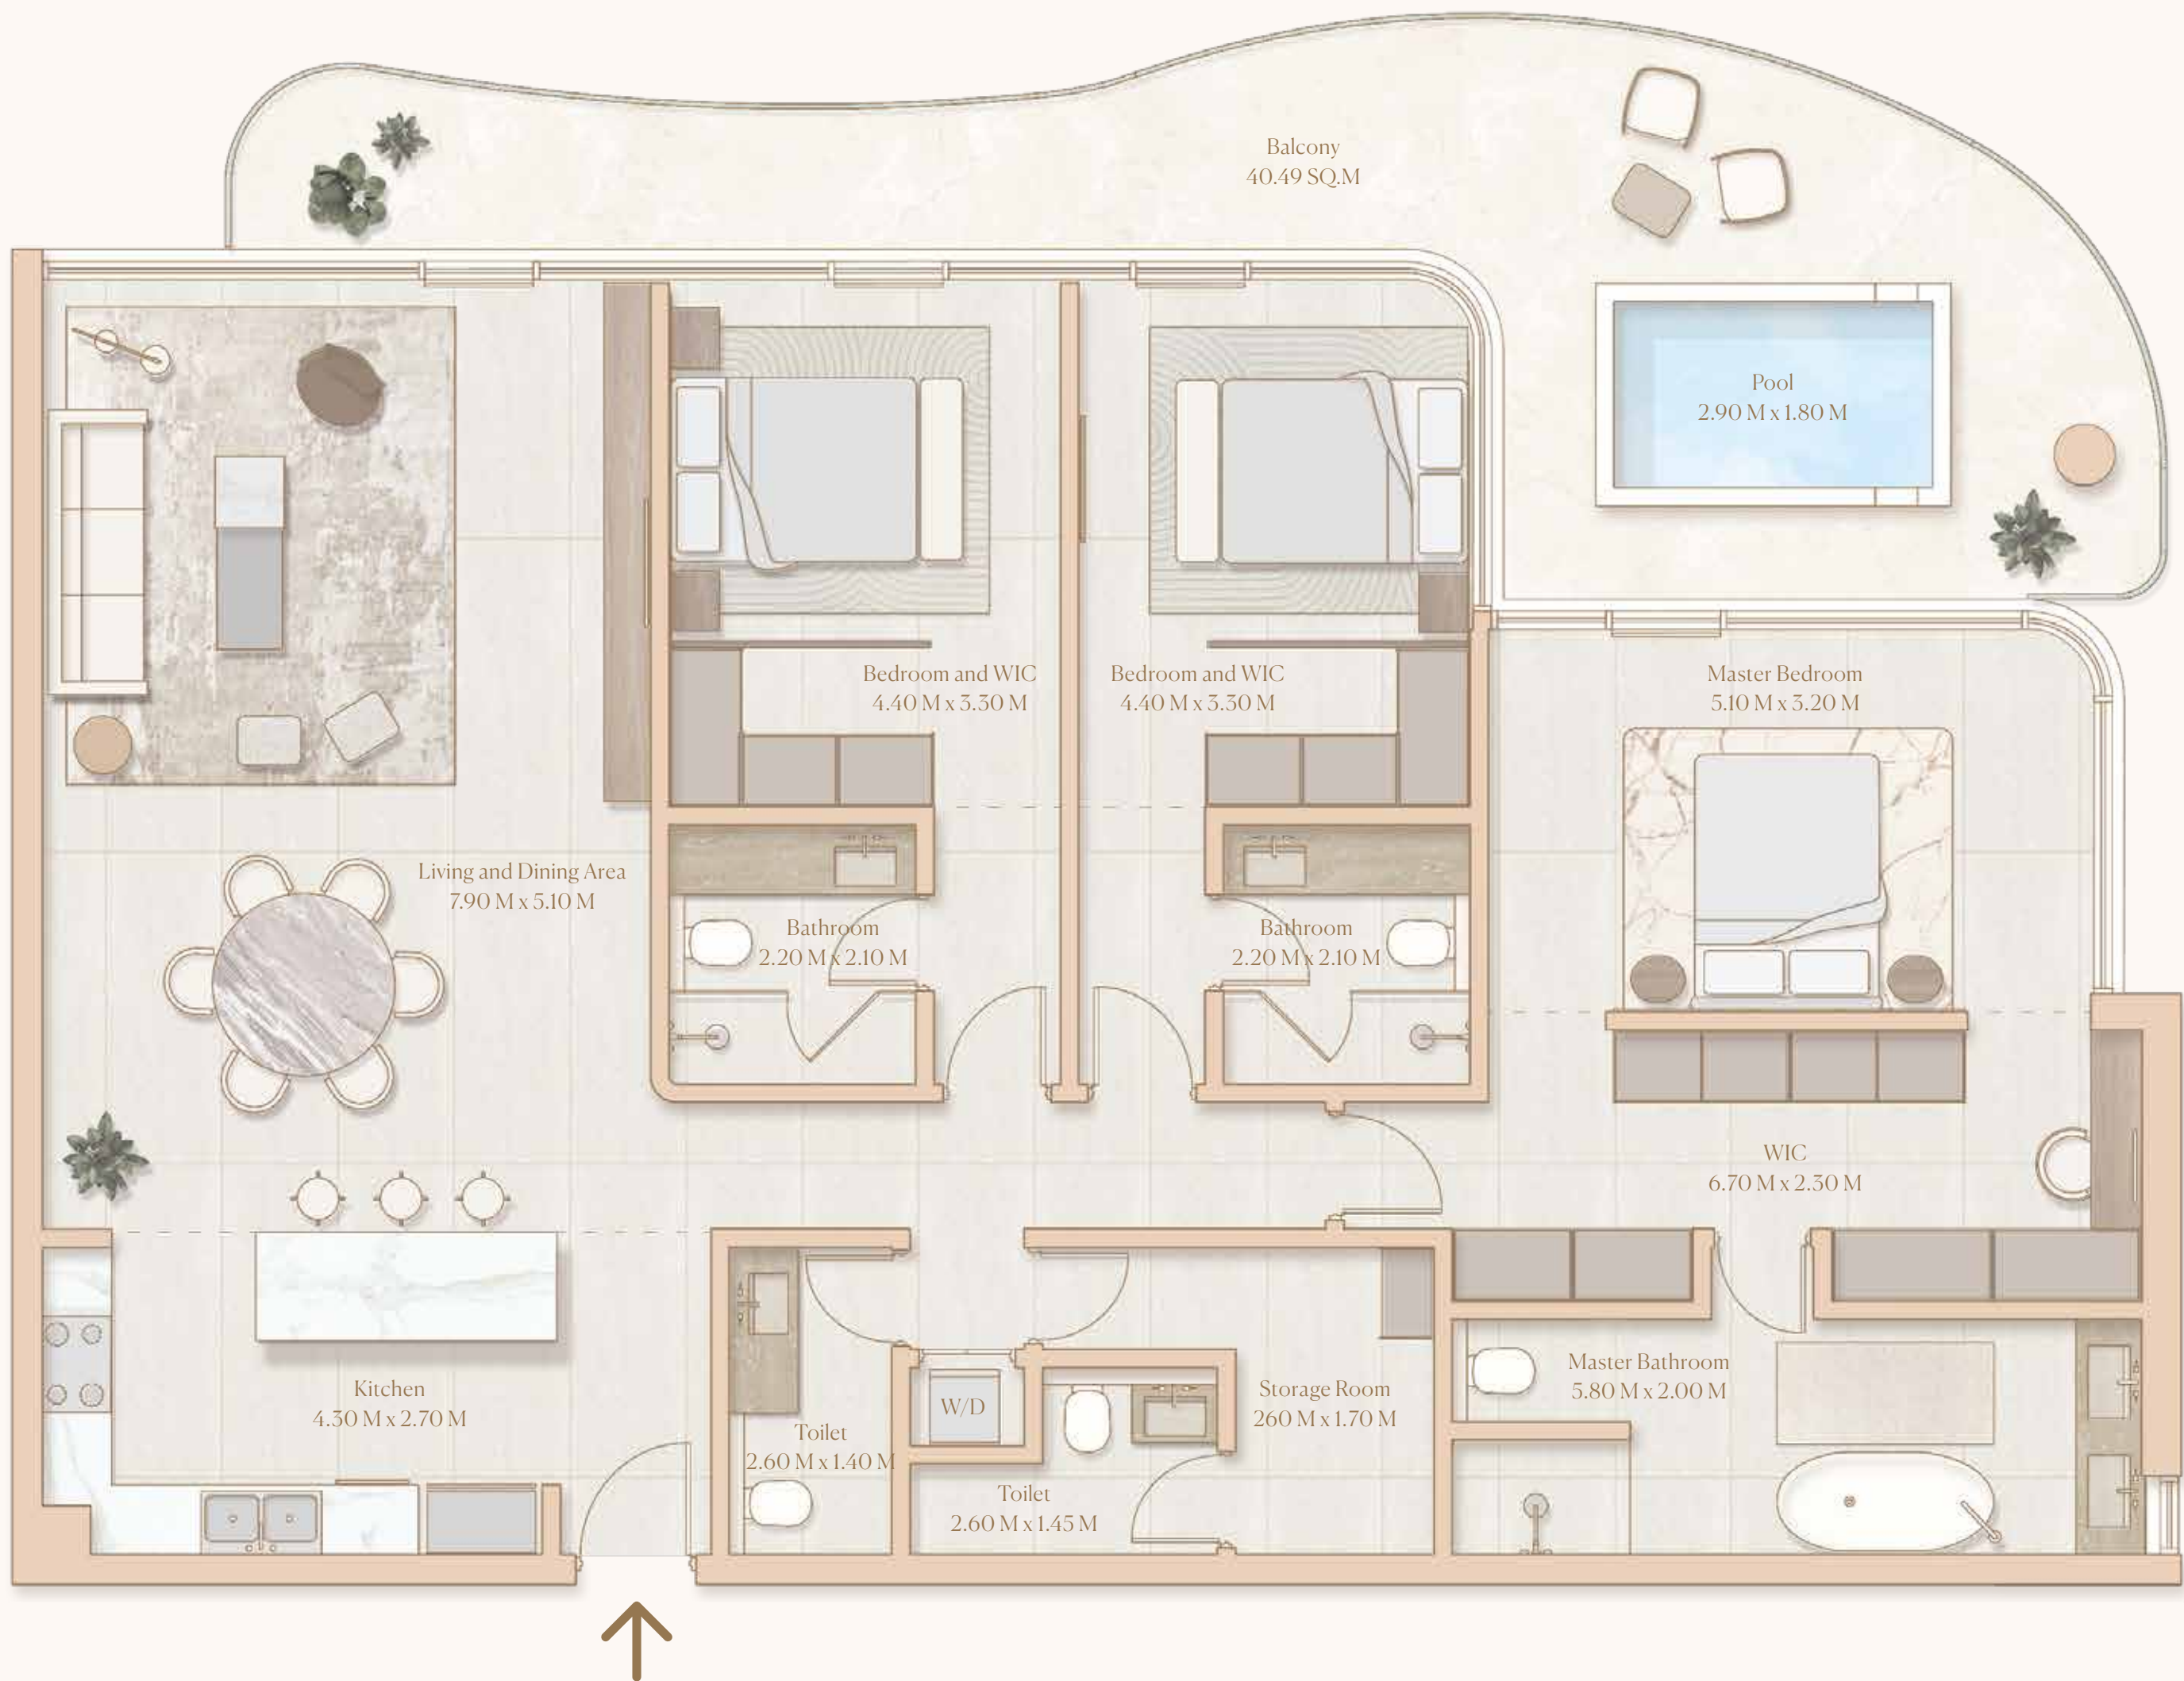 Balcony
40.49 SQ.M
Pool
2.90 M x 1.80 M
Bedroom and WIC
4.40 M x 3.30 M
Bedroom and WIC
4.40 M x 3.30 M
Master Bedroom
5.10 M x 3.20 M
Living and Dining Area
7.90 M x 5.10 M
Bathroom
2.20 M x 2.10 M
Bathroom
2.20 M x 2.10 M
WIC
6.70 M x 2.30 M
Kitchen
4.30 M x 2.70 M
Toilet
2.60 M x 1.40 M
W/D
Toilet
2.60 M x 1.45 M
Storage Room
260 M x 1.70 M
Master Bathroom
5.80 M x 2.00 M